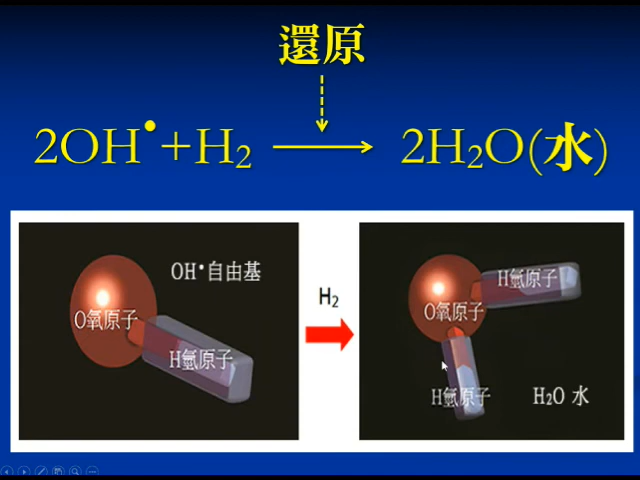 還原
2OH•+H₂ → 2H₂O(水)
OH•自由基
O氧原子
H氫原子
H₂
H氫原子
O氧原子
H氫原子
H₂O 水